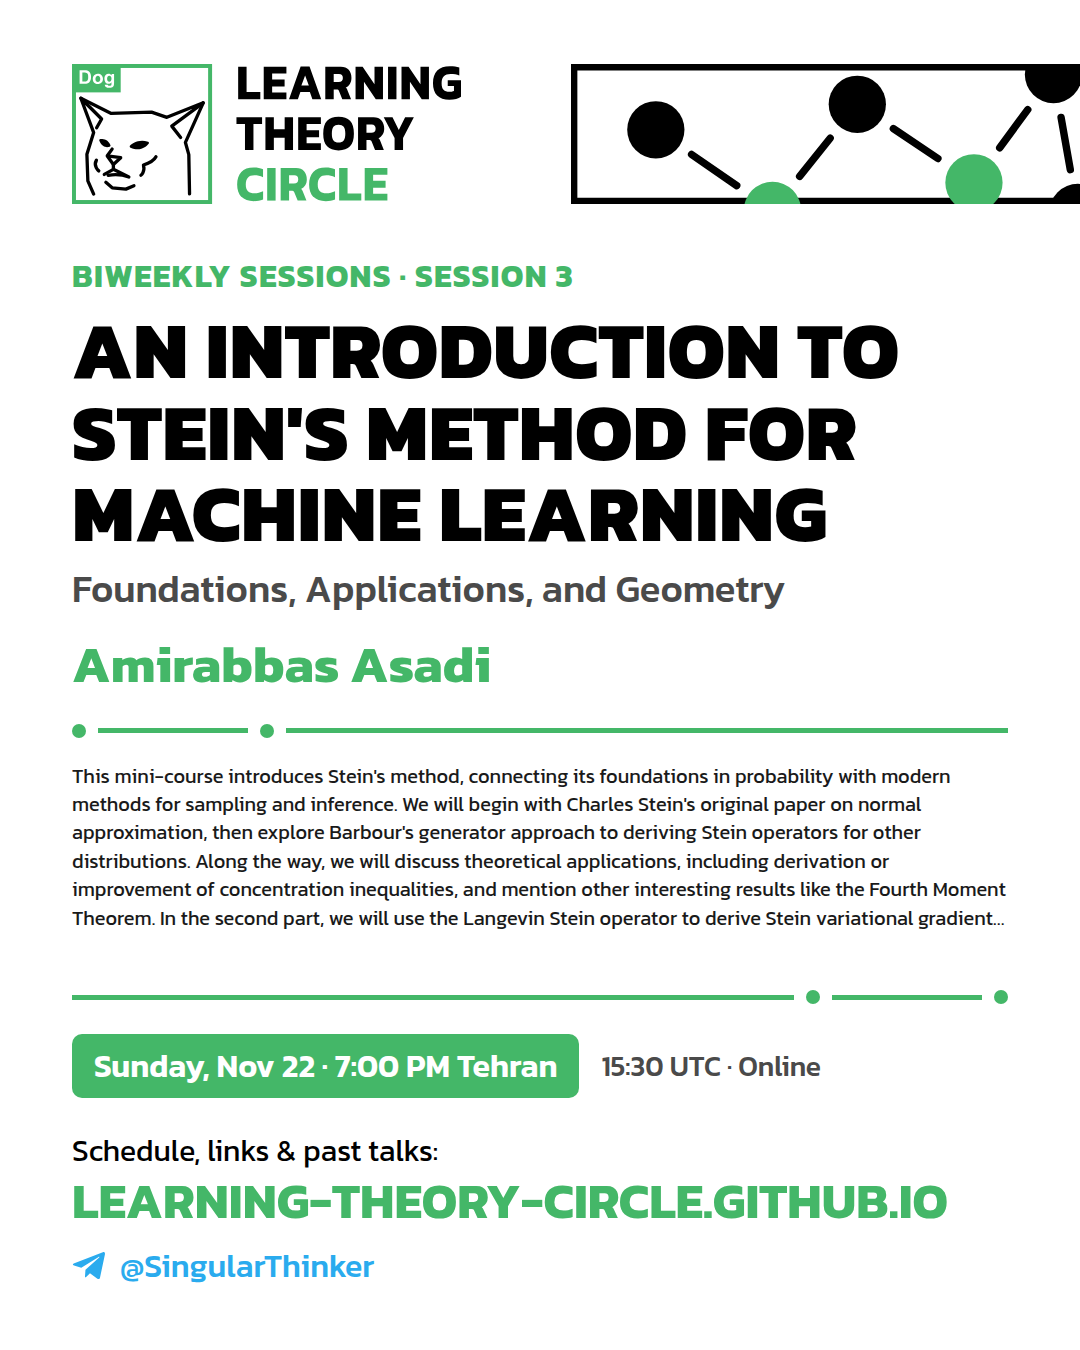 Dog
LEARNING
THEORY
CIRCLE
BIWEEKLY SESSIONS · SESSION 3
AN INTRODUCTION TO
STEIN'S METHOD FOR
MACHINE LEARNING
Foundations, Applications, and Geometry
Amirabbas Asadi
This mini-course introduces Stein's method, connecting its foundations in probability with modern
methods for sampling and inference. We will begin with Charles Stein's original paper on normal
approximation, then explore Barbour's generator approach to deriving Stein operators for other
distributions. Along the way, we will discuss theoretical applications, including derivation or
improvement of concentration inequalities, and mention other interesting results like the Fourth Moment
Theorem. In the second part, we will use the Langevin Stein operator to derive Stein variational gradient...
Sunday, Nov 22 · 7:00 PM Tehran
15:30 UTC · Online
Schedule, links & past talks:
LEARNING-THEORY-CIRCLE.GITHUB.IO
@SingularThinker